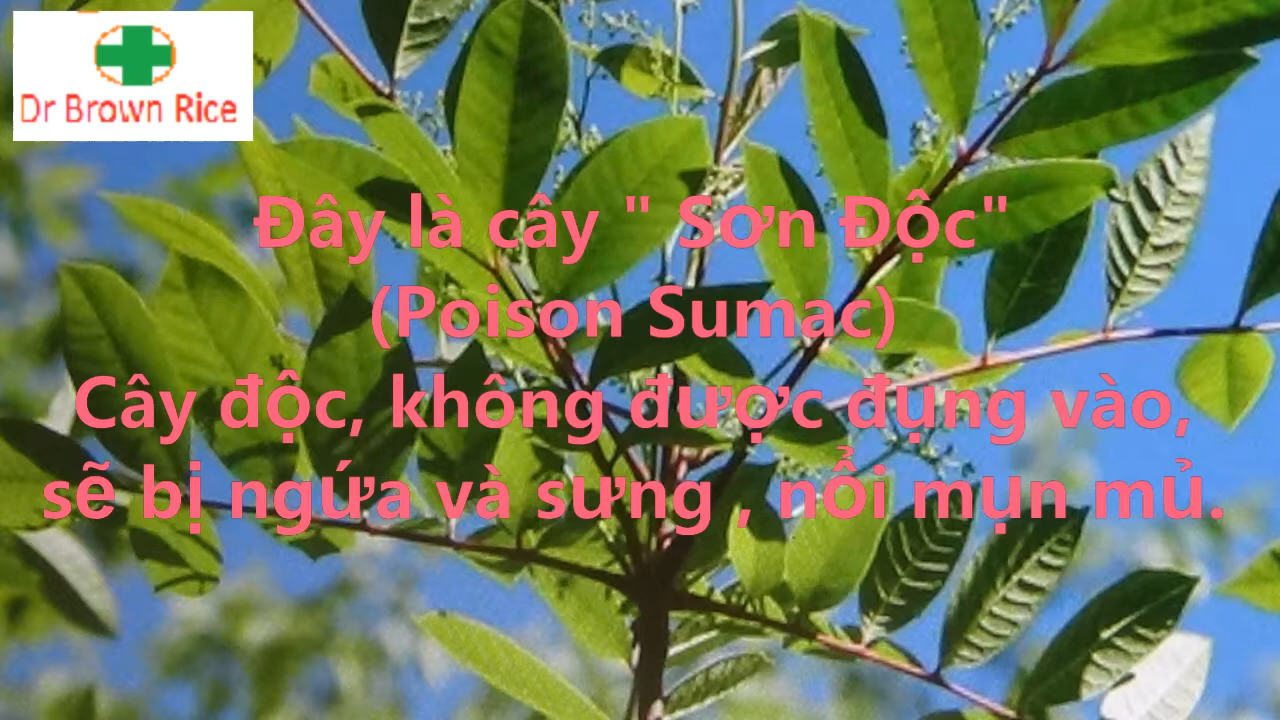 Dr Brown Rice
Đây là cây " Sơn Độc"
(Poison Sumac)
Cây độc, không được đụng vào,
sẽ bị ngứa và sưng , nổi mụn mủ.